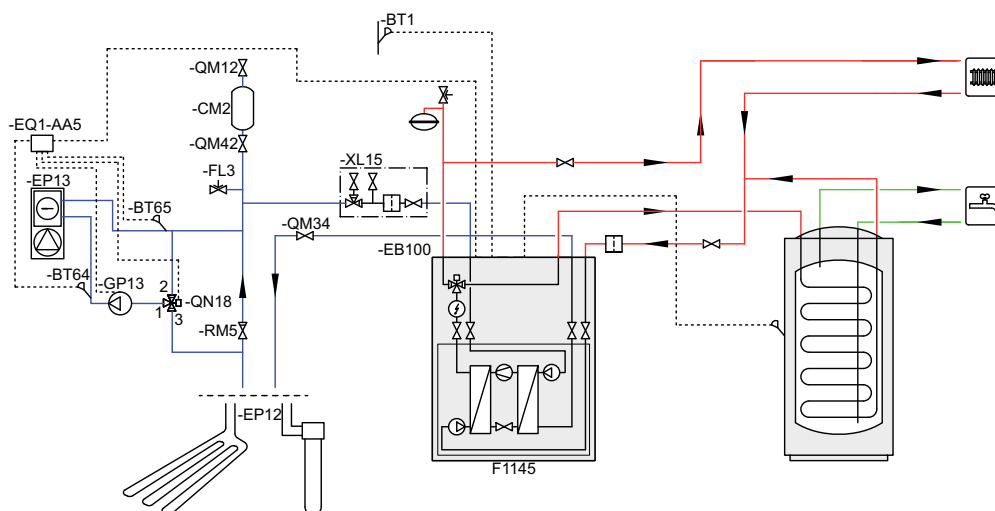 -BT1
-QM12
-CM2
-EQ1-AA5
-QM42
-XL15
-FL3
-EP13
-BT65
-QM34
-EB100
-BT64
-GP13
2
-QN18
1
3
-RM5
-EP12
F1145